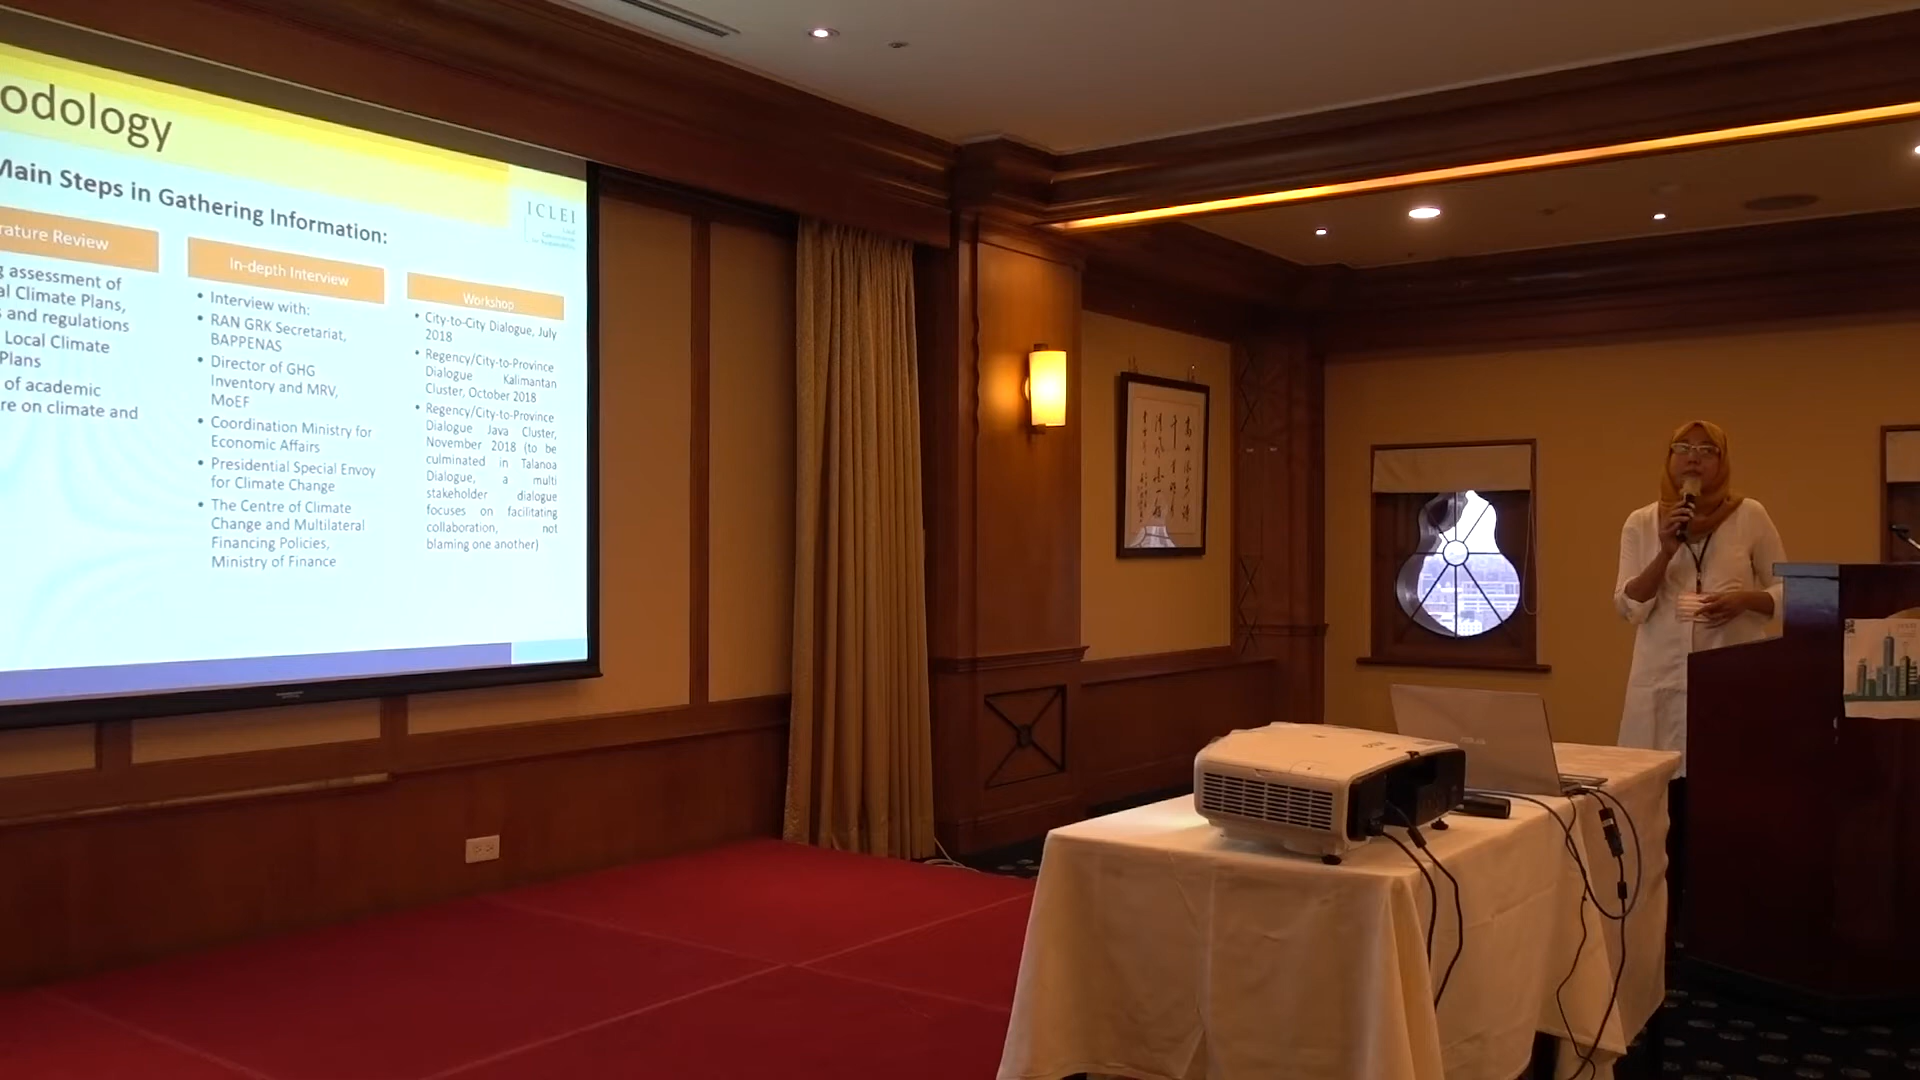 odology
Main Steps in Gathering Information:
ICLEI
rature Review
g assessment of
al Climate Plans,
s and regulations
Local Climate
Plans
of academic
re on climate and
In-depth Interview
• Interview with:
• RAN GRK Secretariat,
BAPPENAS
• Director of GHG
Inventory and MRV,
MoEF
• Coordination Ministry for
Economic Affairs
• Presidential Special Envoy
for Climate Change
• The Centre of Climate
Change and Multilateral
Financing Policies,
Ministry of Finance
Workshop
• City-to-City Dialogue, July
2018
• Regency/City-to-Province
Dialogue Kalimantan
Cluster, October 2018
• Regency/City-to-Province
Dialogue Java Cluster,
November 2018 (to be
culminated in Talanoa
Dialogue, a multi
stakeholder dialogue
focuses on facilitating
collaboration, not
blaming one another)